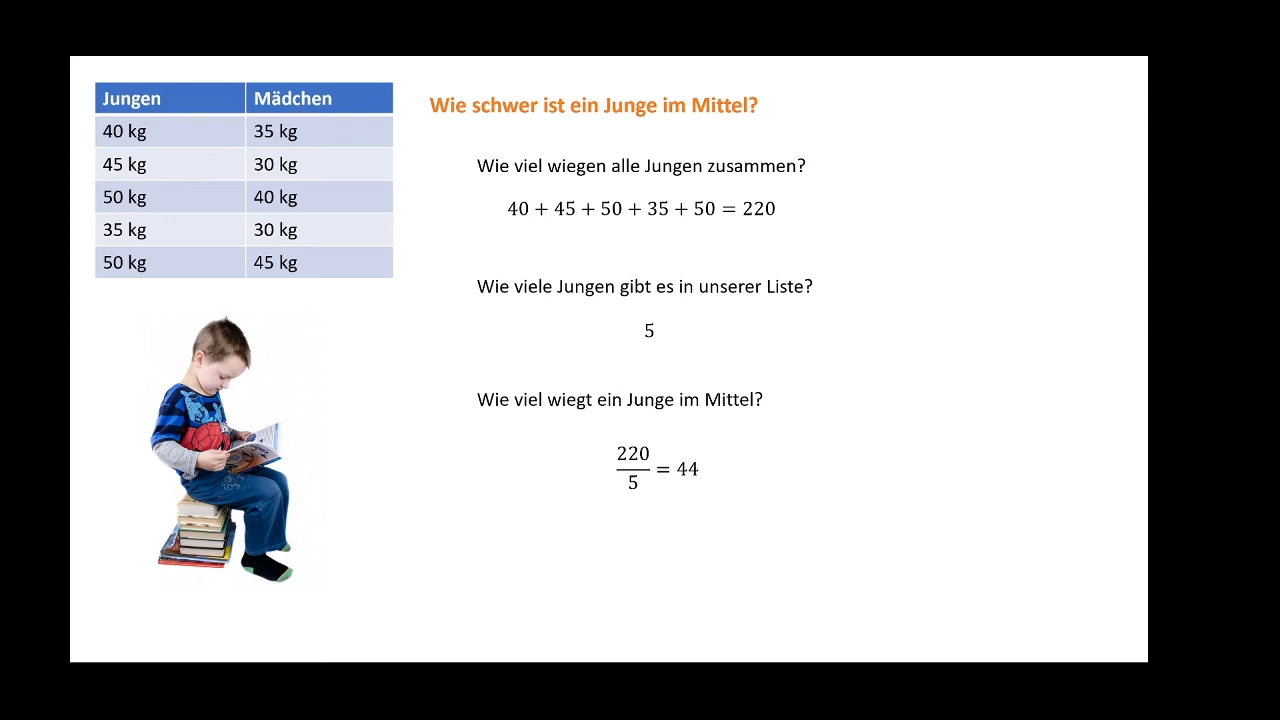 Jungen Mädchen
40 kg 35 kg
45 kg 30 kg
50 kg 40 kg
35 kg 30 kg
50 kg 45 kg
Wie schwer ist ein Junge im Mittel?
Wie viel wiegen alle Jungen zusammen?
40 + 45 + 50 + 35 + 50 = 220
Wie viele Jungen gibt es in unserer Liste?
5
Wie viel wiegt ein Junge im Mittel?
220
5
= 44